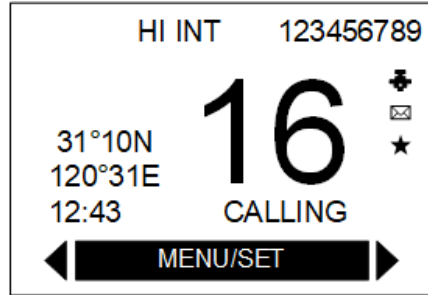 HI INT 123456789
16
31°10N
120°31E
12:43 CALLING
MENU/SET